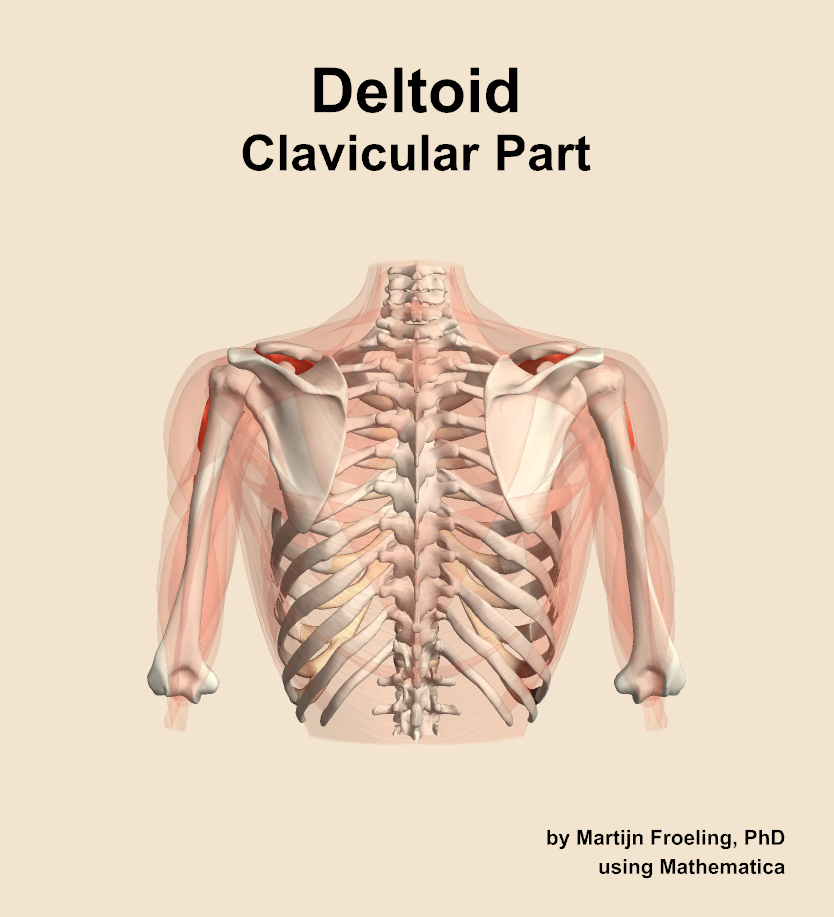 Deltoid
Clavicular Part
by Martijn Froeling, PhD
using Mathematica